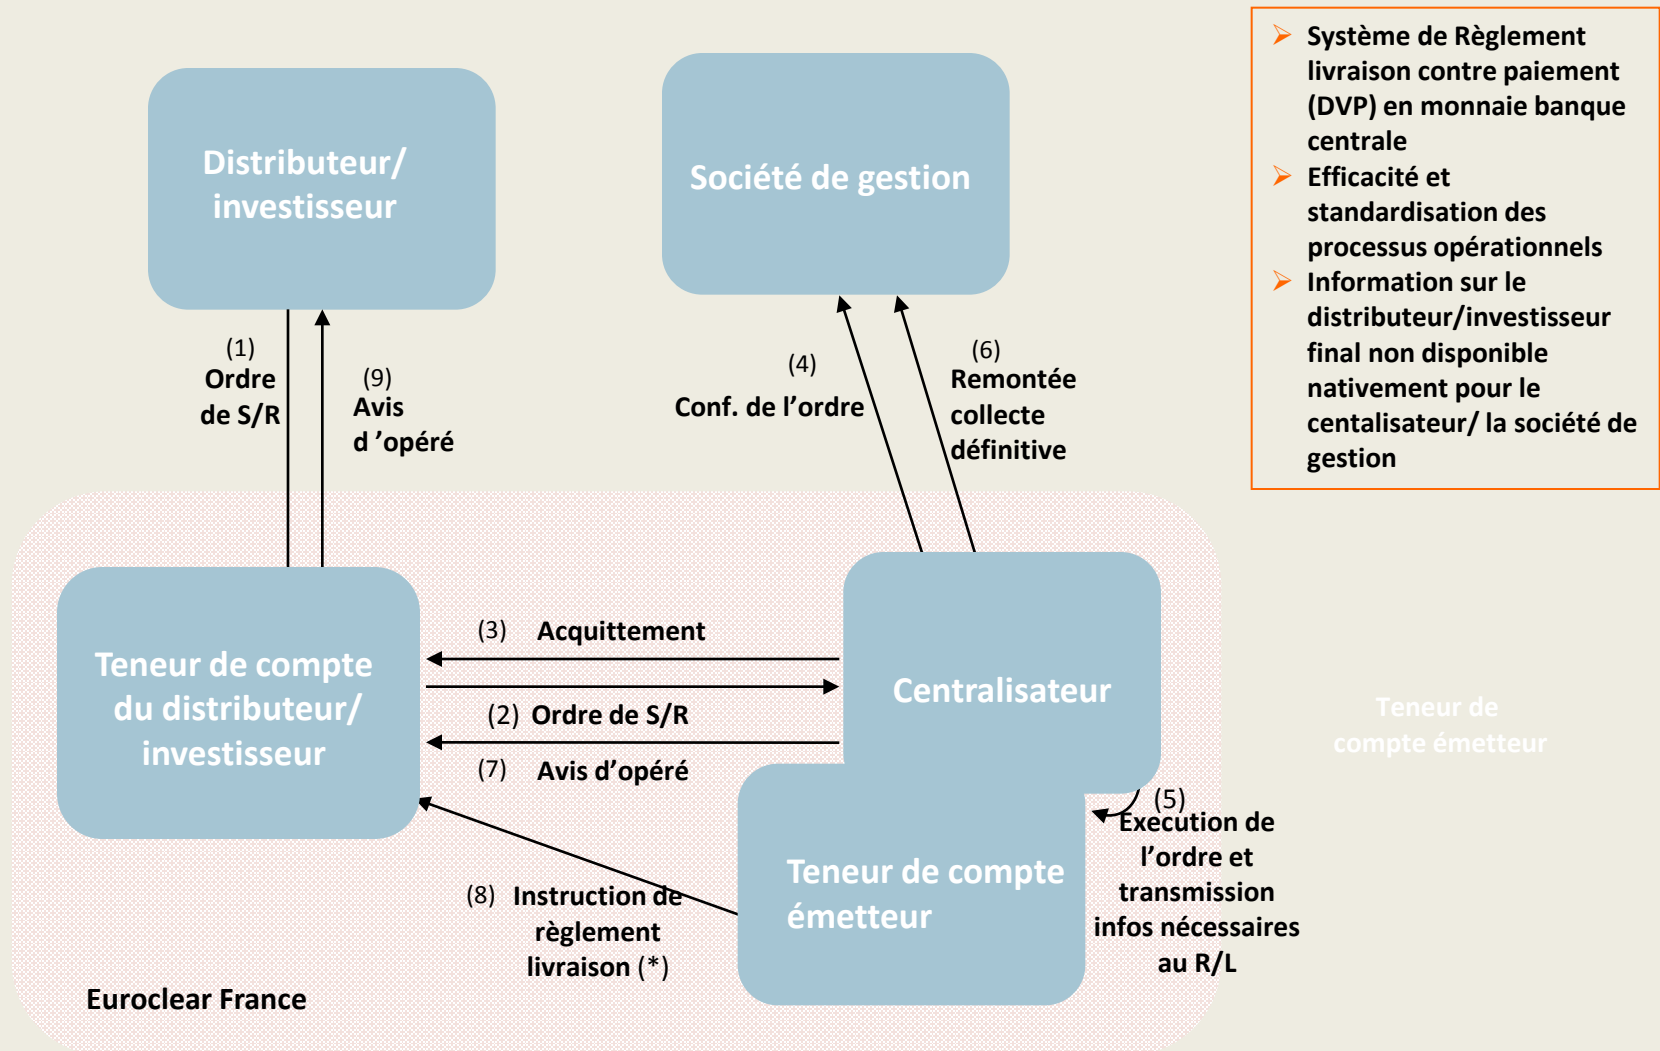 Distributeur/
investisseur
Société de gestion
➢ Système de Règlement
livraison contre paiement
(DVP) en monnaie banque
centrale
➢ Efficacité et
standardisation des
processus opérationnels
➢ Information sur le
distributeur/investisseur
final non disponible
nativement pour le
centalisateur/ la société de
gestion
(1)
Ordre
de S/R
(9)
Avis
d ’opéré
(4)
Conf. de l’ordre
(6)
Remontée
collecte
définitive
Teneur de compte
du distributeur/
investisseur
(3) Acquittement
(2) Ordre de S/R
(7) Avis d’opéré
Centralisateur
Teneur de
compte émetteur
(5)
Execution de
l’ordre et
transmission
infos nécessaires
au R/L
Teneur de compte
émetteur
(8) Instruction de
règlement
livraison (*)
Euroclear France